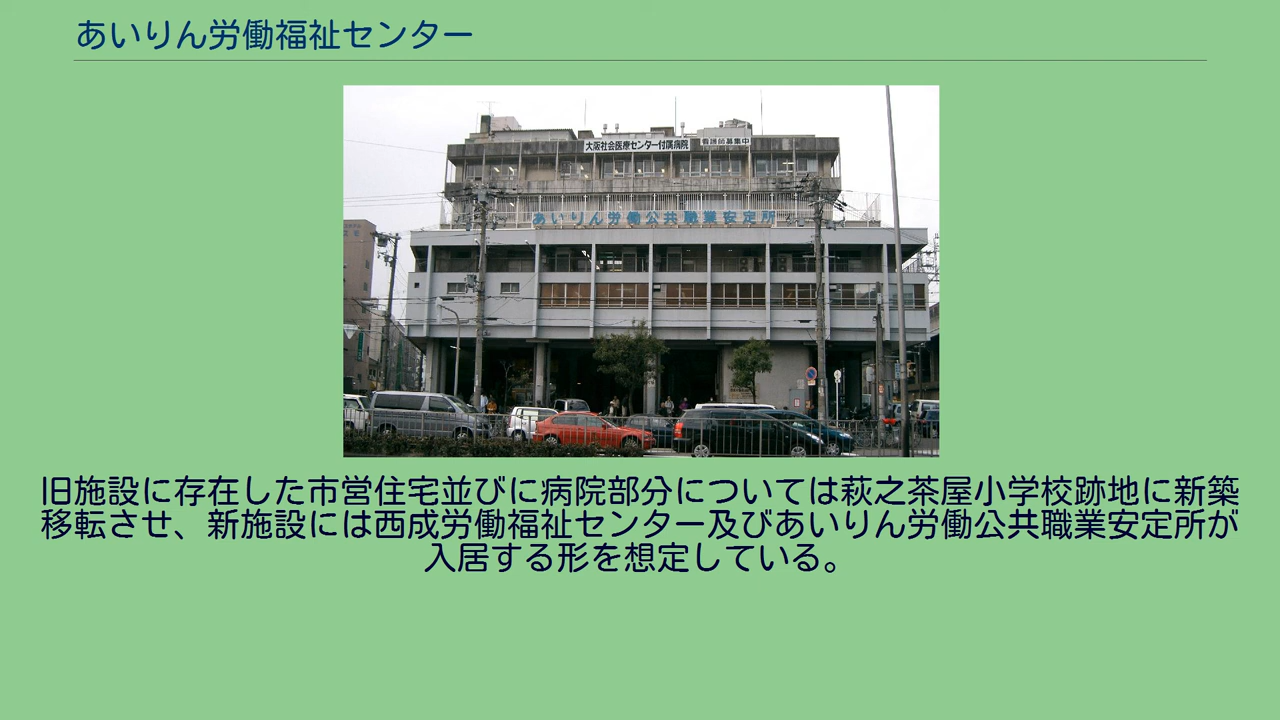 あいりん労働福祉センター
大阪社会医療センター付属病院
看護師募集中
あいりん労働公共職業安定所
旧施設に存在した市営住宅並びに病院部分については萩之茶屋小学校跡地に新築
移転させ、新施設には西成労働福祉センター及びあいりん労働公共職業安定所が
入居する形を想定している。